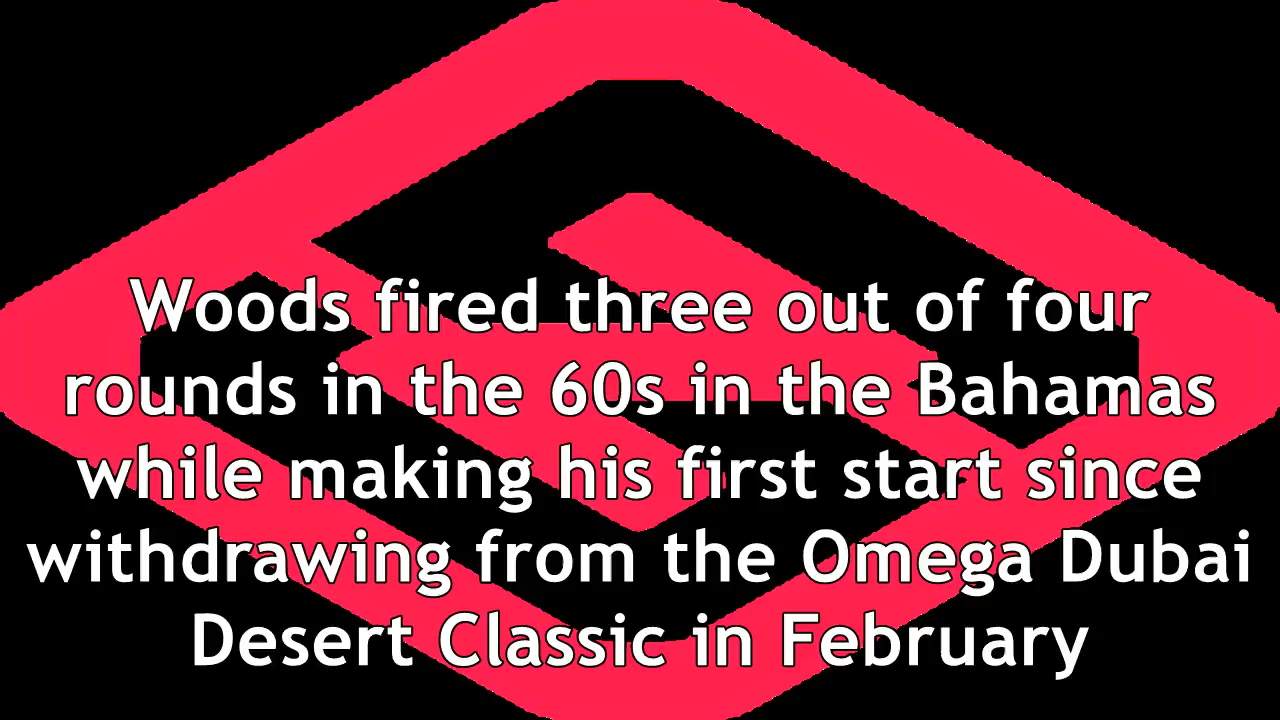 Woods fired three out of four
rounds in the 60s in the Bahamas
while making his first start since
withdrawing from the Omega Dubai
Desert Classic in February